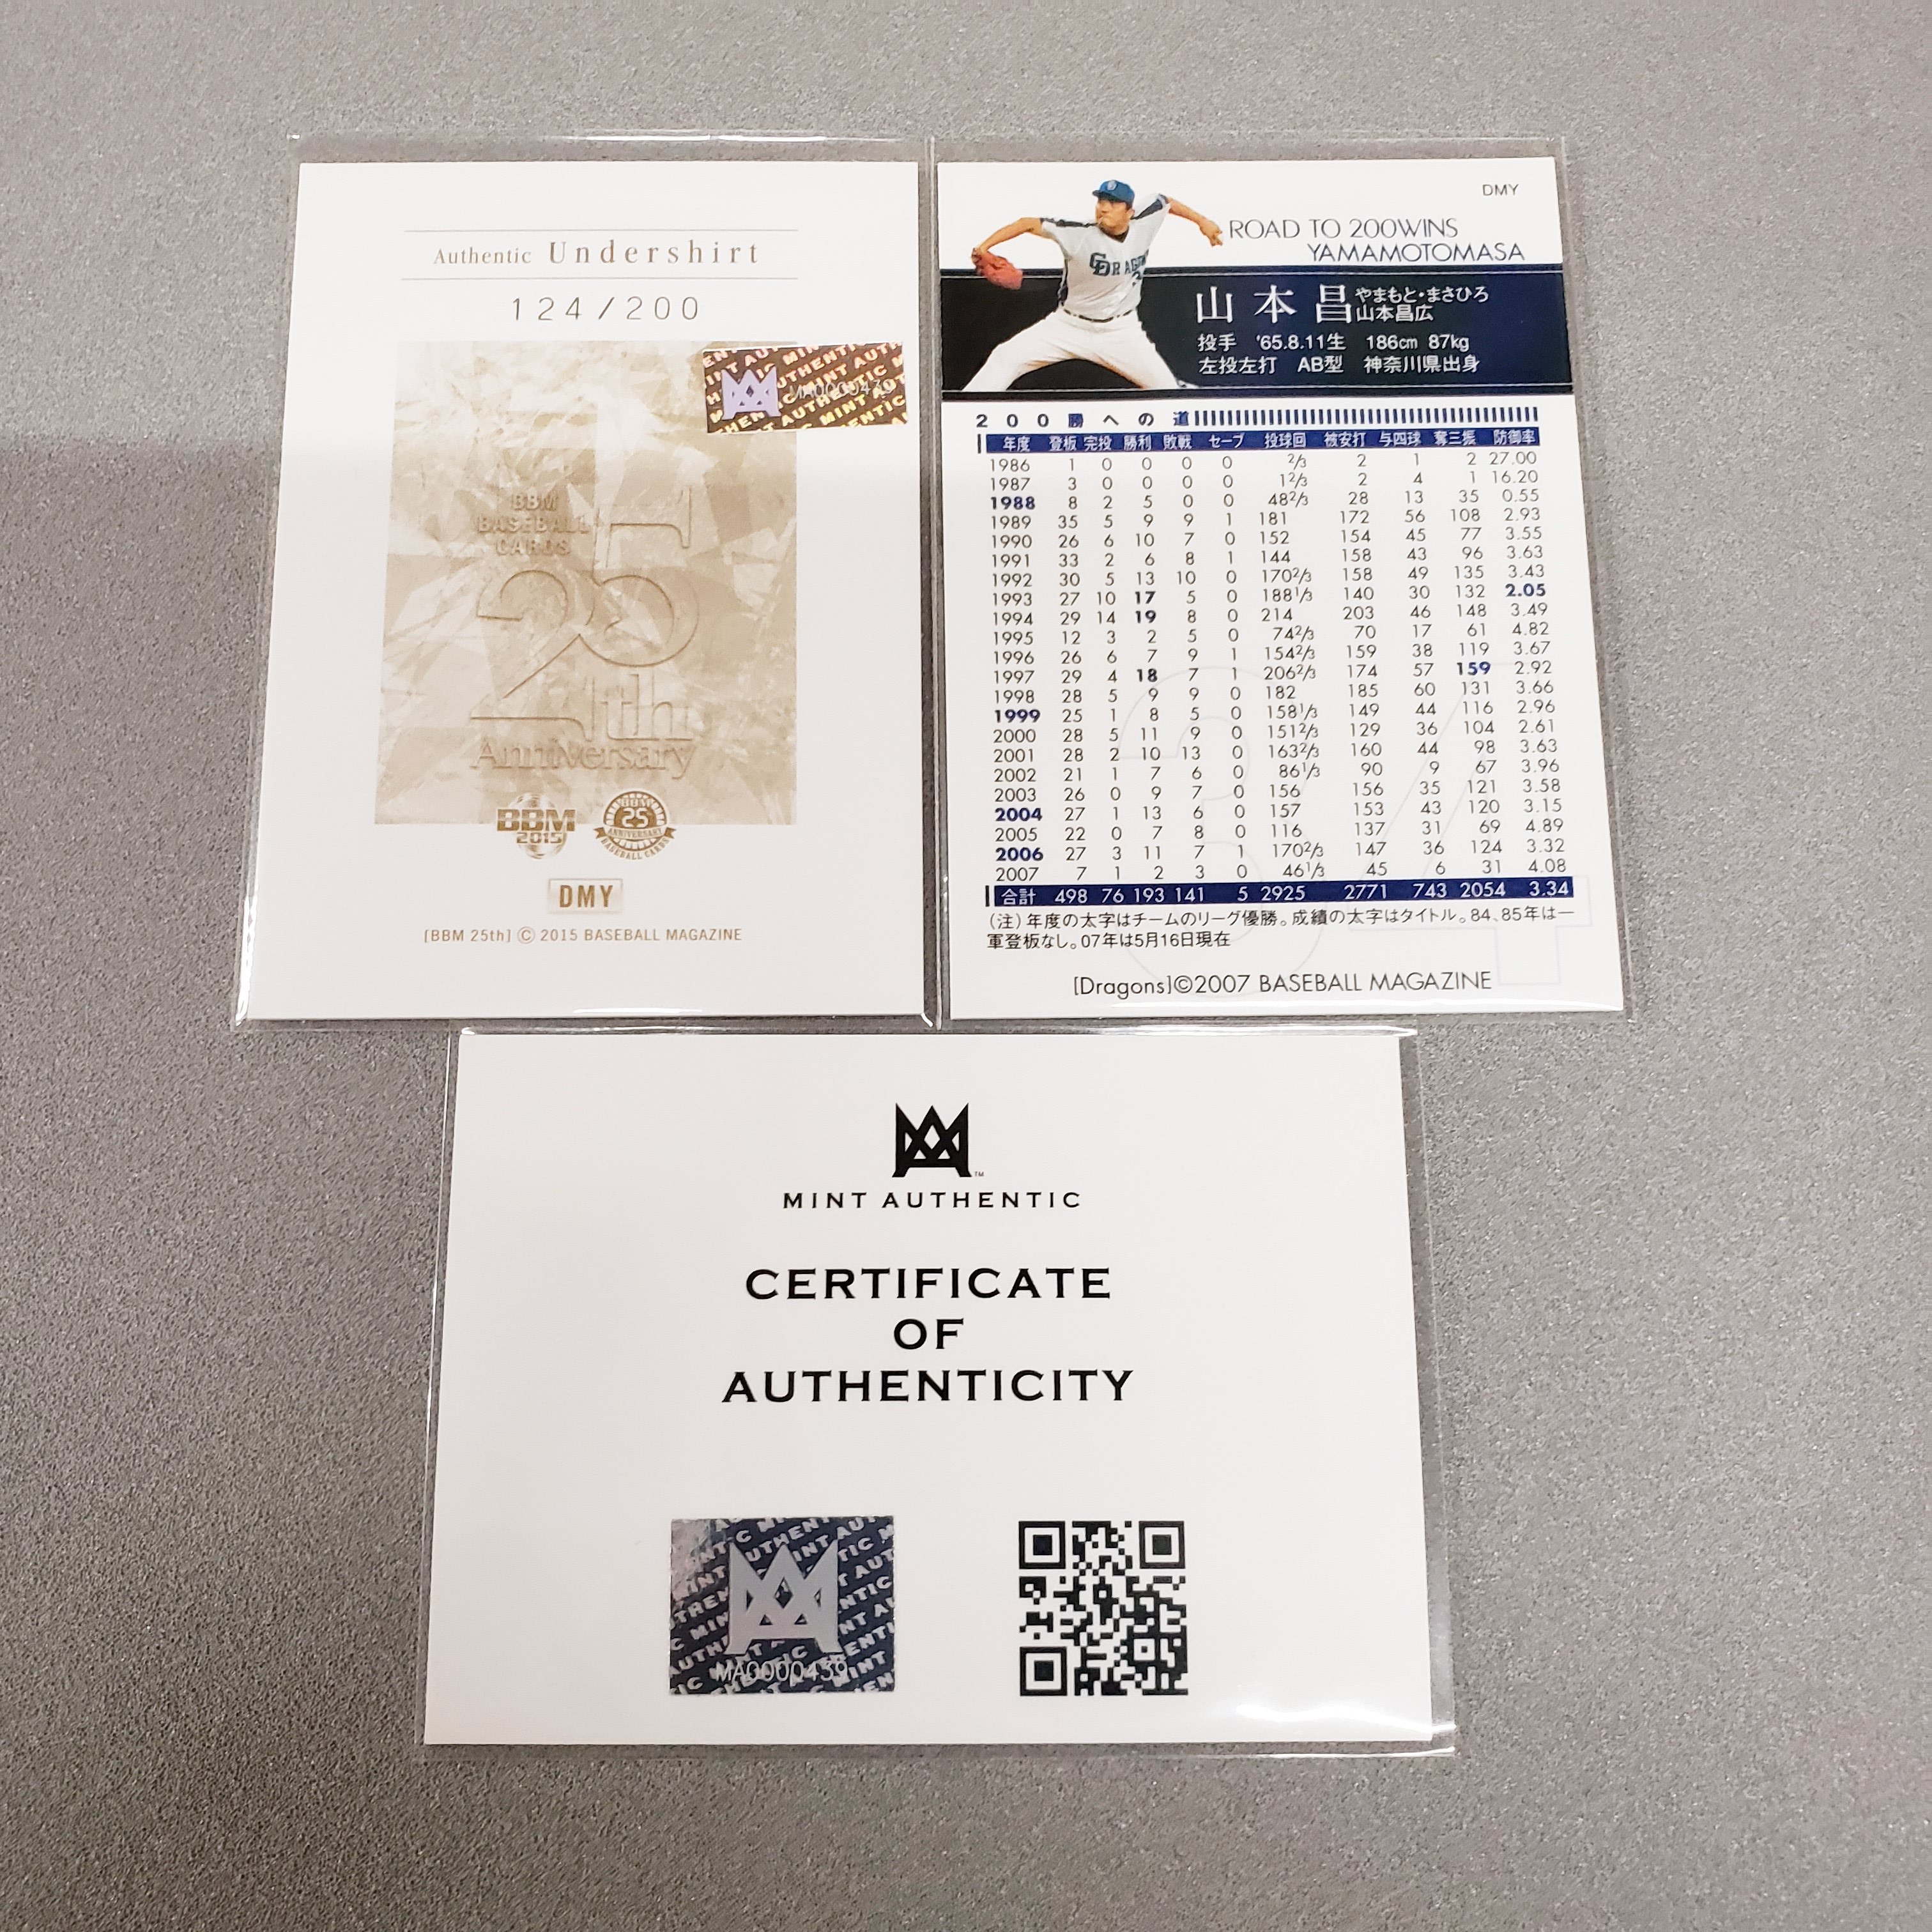 Authentic Undershirt
124/200
BBM
BASEBALL
CARDS
25th
Anniversary
BBM
2015
BBM
25
ANNIVERSARY
BASEBALL CARDS
DMY
[BBM 25th] © 2015 BASEBALL MAGAZINE
DMY
ROAD TO 200WINS
YAMAMOTOMASA
山本昌 やまもと・まさひろ
山本昌広
投手 '65.8.11生 186cm 87kg
左投左打 AB型 神奈川県出身
200勝への道
年度 登板 完投 勝利 敗戦 セーブ 投球回 被安打 与四球 奪三振 防御率
1986 1 0 0 0 0 2/3 2 1 2 27.00
1987 3 0 0 0 0 1 2/3 2 4 1 16.20
1988 8 2 5 0 0 48 2/3 28 13 35 0.55
1989 35 5 9 9 1 181 172 56 108 2.93
1990 26 6 10 7 0 152 154 45 77 3.55
1991 33 2 6 8 1 144 158 43 96 3.63
1992 30 5 13 10 0 170 2/3 158 49 135 3.43
1993 27 10 17 5 0 188 1/3 140 30 132 2.05
1994 29 14 19 8 0 214 203 46 148 3.49
1995 12 3 2 5 0 74 2/3 70 17 61 4.82
1996 26 6 7 9 1 154 2/3 159 38 119 3.67
1997 29 4 18 7 1 206 2/3 174 57 159 2.92
1998 28 5 9 9 0 182 185 60 131 3.66
1999 25 1 8 5 0 158 1/3 149 44 116 2.96
2000 28 5 11 9 0 151 2/3 129 36 104 2.61
2001 28 2 10 13 0 163 2/3 160 44 98 3.63
2002 21 1 7 6 0 86 1/3 90 9 67 3.96
2003 26 0 9 7 0 156 156 35 121 3.58
2004 27 1 13 6 0 157 153 43 120 3.15
2005 22 0 7 8 0 116 137 31 69 4.89
2006 27 3 11 7 1 170 2/3 147 36 124 3.32
2007 7 1 2 3 0 46 1/3 45 6 31 4.08
合計 498 76 193 141 5 2925 2771 743 2054 3.34
(注)年度の太字はチームのリーグ優勝。成績の太字はタイトル。84、85年は一
軍登板なし。07年は5月16日現在
34
[Dragons]©2007 BASEBALL MAGAZINE
MINT AUTHENTIC
CERTIFICATE
OF
AUTHENTICITY
MA0000439